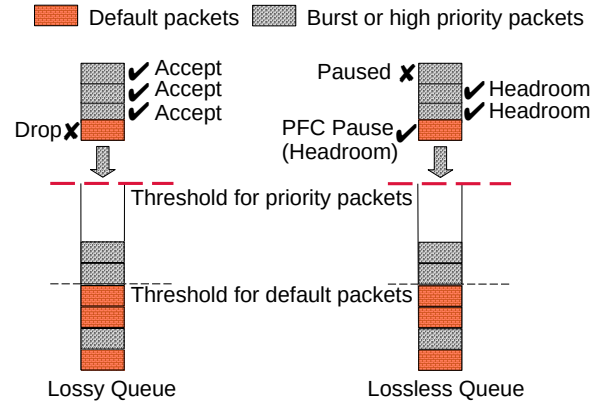 Default packets
Burst or high priority packets
Accept
Accept
Accept
Drop
Paused
Headroom
Headroom
PFC Pause
(Headroom)
Threshold for priority packets
Threshold for default packets
Lossy Queue
Lossless Queue